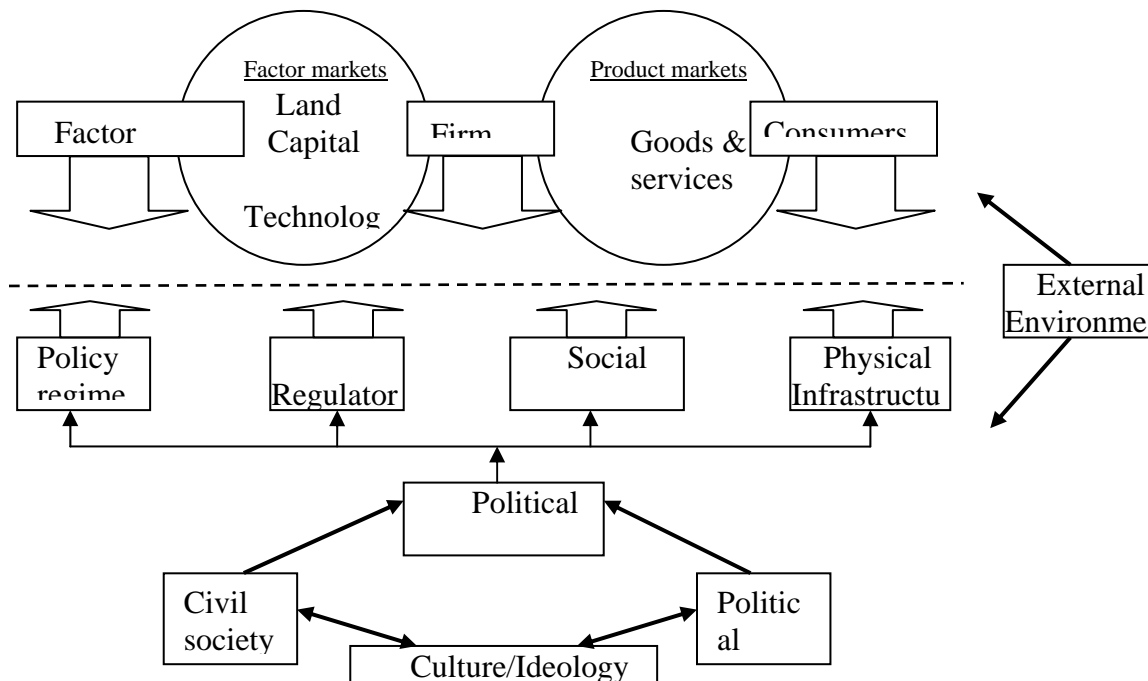 Factor markets
Land
Capital
Technolog
Product markets
Goods &
services
Factor
Firm
Consumers
External
Environme
Policy
regime
Regulator
Social
Physical
Infrastructu
Political
Civil
society
Politic
al
Culture/Ideology